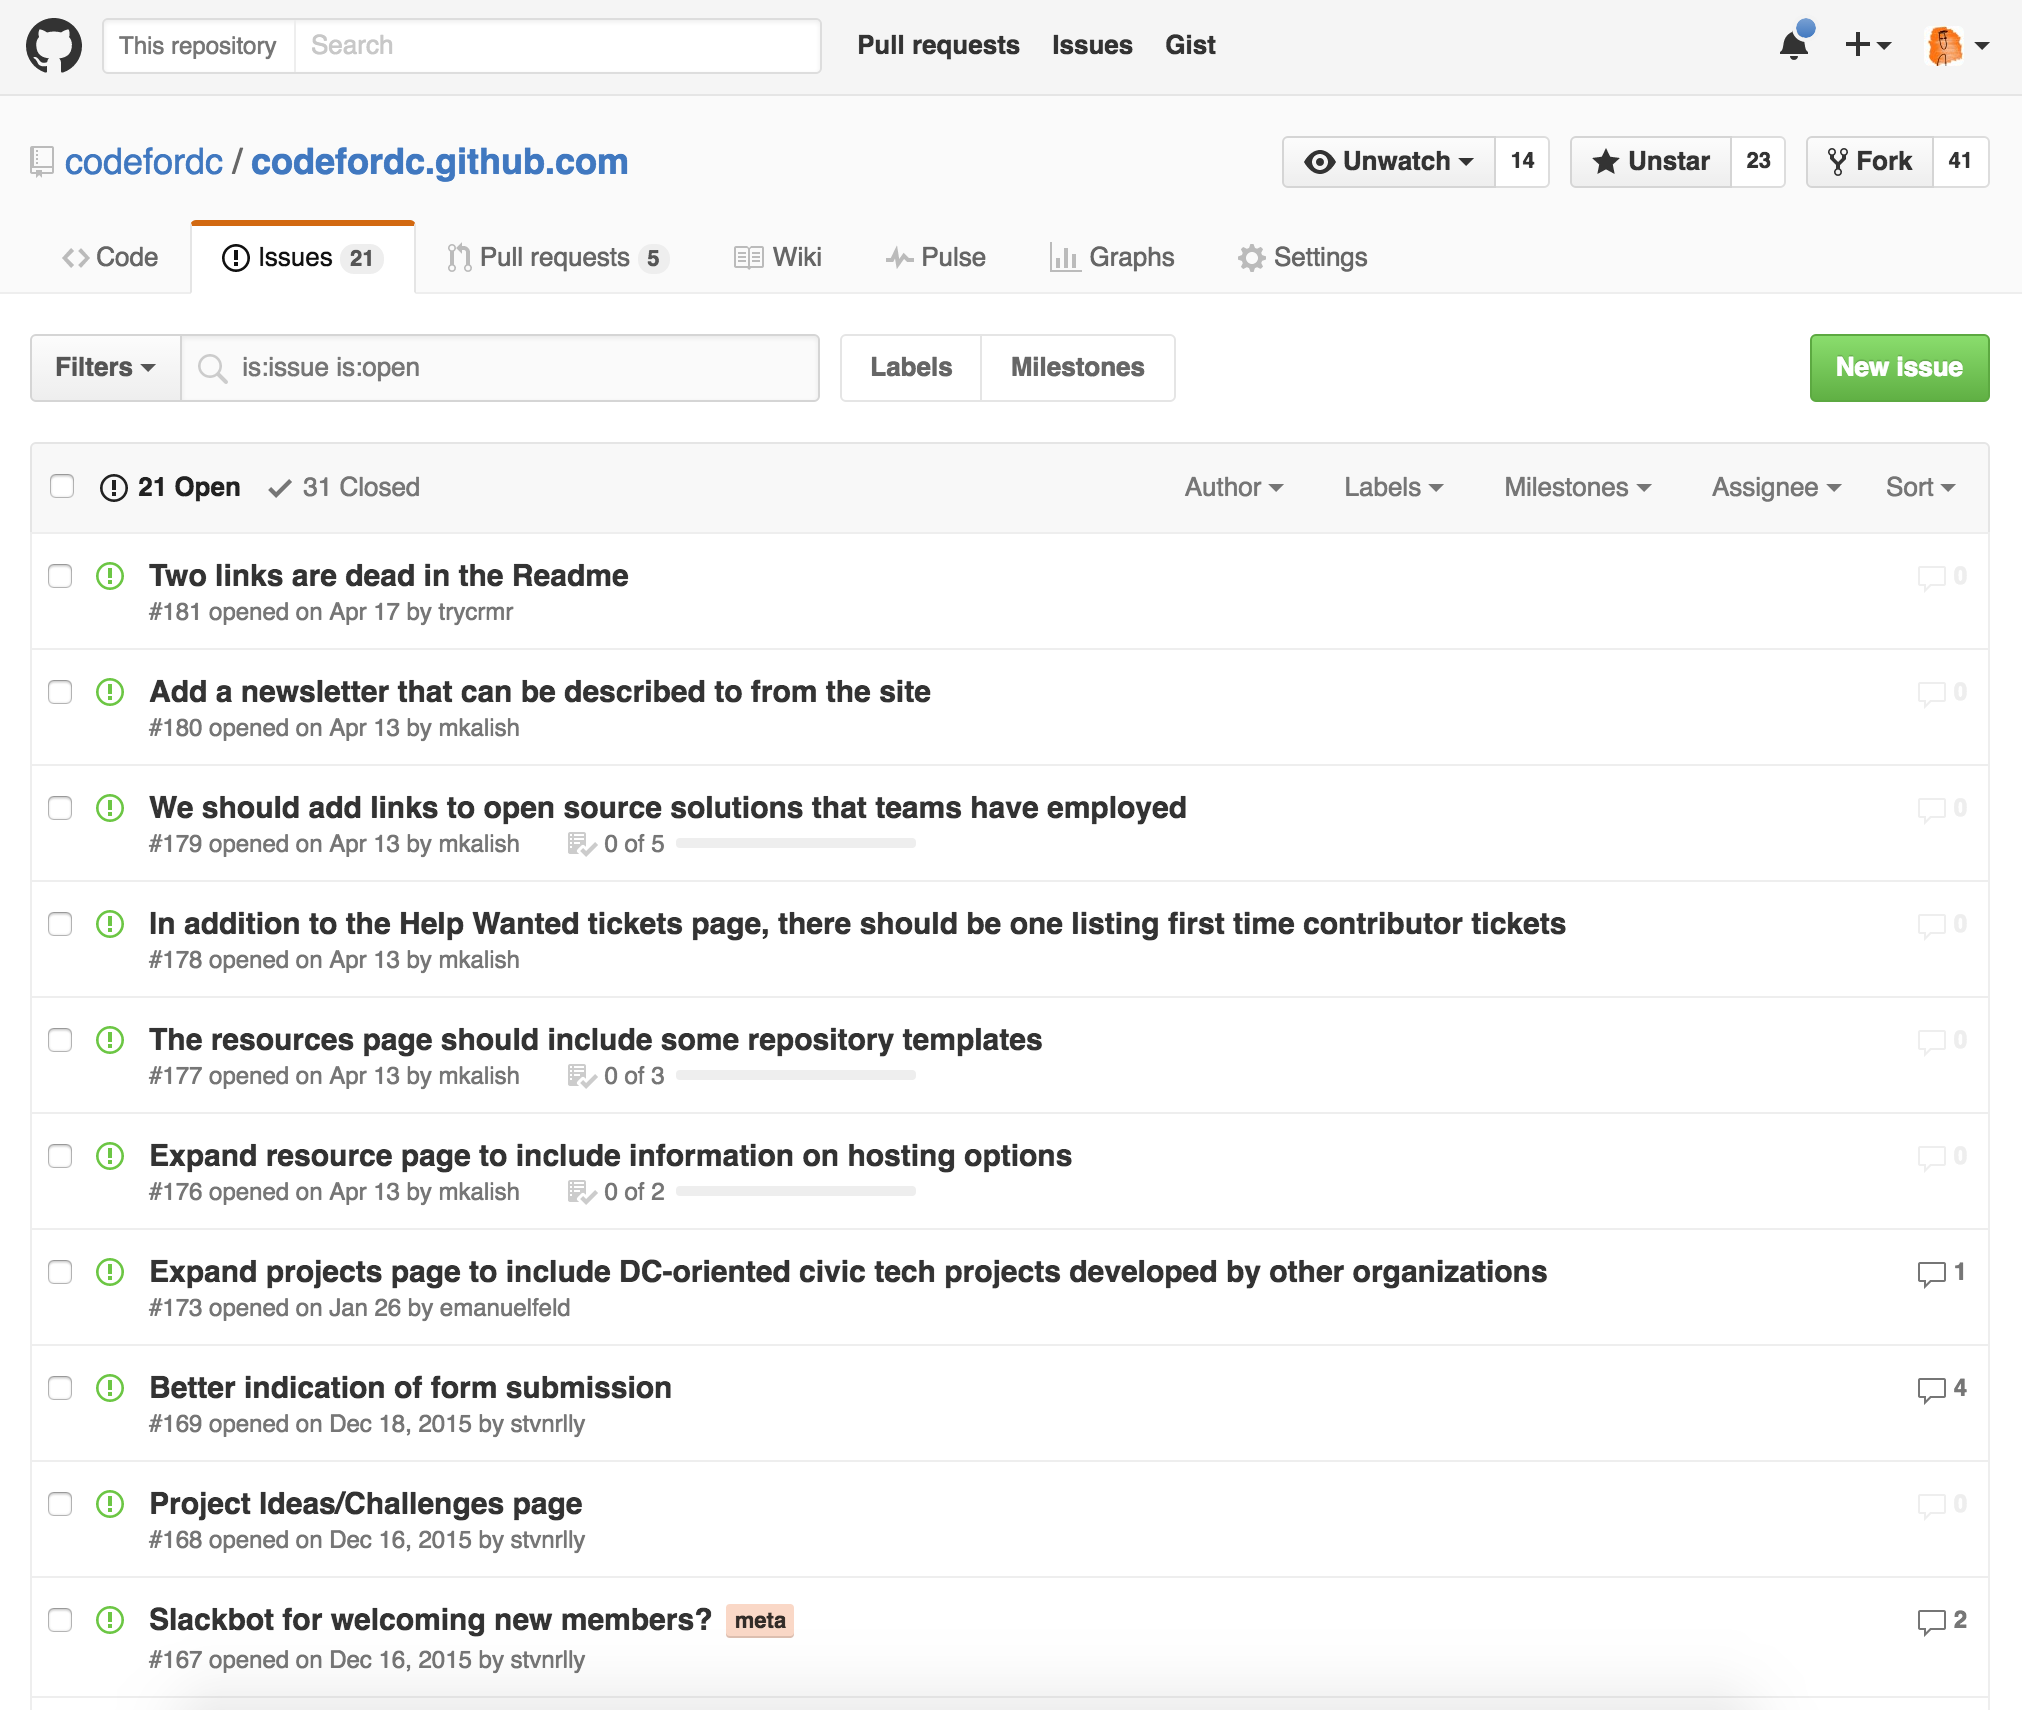 This repository Search Pull requests Issues Gist
codefordc / codefordc.github.com Unwatch 14 Unstar 23 Fork 41
Code Issues 21 Pull requests 5 Wiki Pulse Graphs Settings
Filters is:issue is:open Labels Milestones New issue
21 Open 31 Closed Author Labels Milestones Assignee Sort
Two links are dead in the Readme 0
#181 opened on Apr 17 by trycrmr
Add a newsletter that can be described to from the site 0
#180 opened on Apr 13 by mkalish
We should add links to open source solutions that teams have employed 0
#179 opened on Apr 13 by mkalish 0 of 5
In addition to the Help Wanted tickets page, there should be one listing first time contributor tickets 0
#178 opened on Apr 13 by mkalish
The resources page should include some repository templates 0
#177 opened on Apr 13 by mkalish 0 of 3
Expand resource page to include information on hosting options 0
#176 opened on Apr 13 by mkalish 0 of 2
Expand projects page to include DC-oriented civic tech projects developed by other organizations 1
#173 opened on Jan 26 by emanuelfeld
Better indication of form submission 4
#169 opened on Dec 18, 2015 by stvnrlly
Project Ideas/Challenges page 0
#168 opened on Dec 16, 2015 by stvnrlly
Slackbot for welcoming new members? meta 2
#167 opened on Dec 16, 2015 by stvnrlly